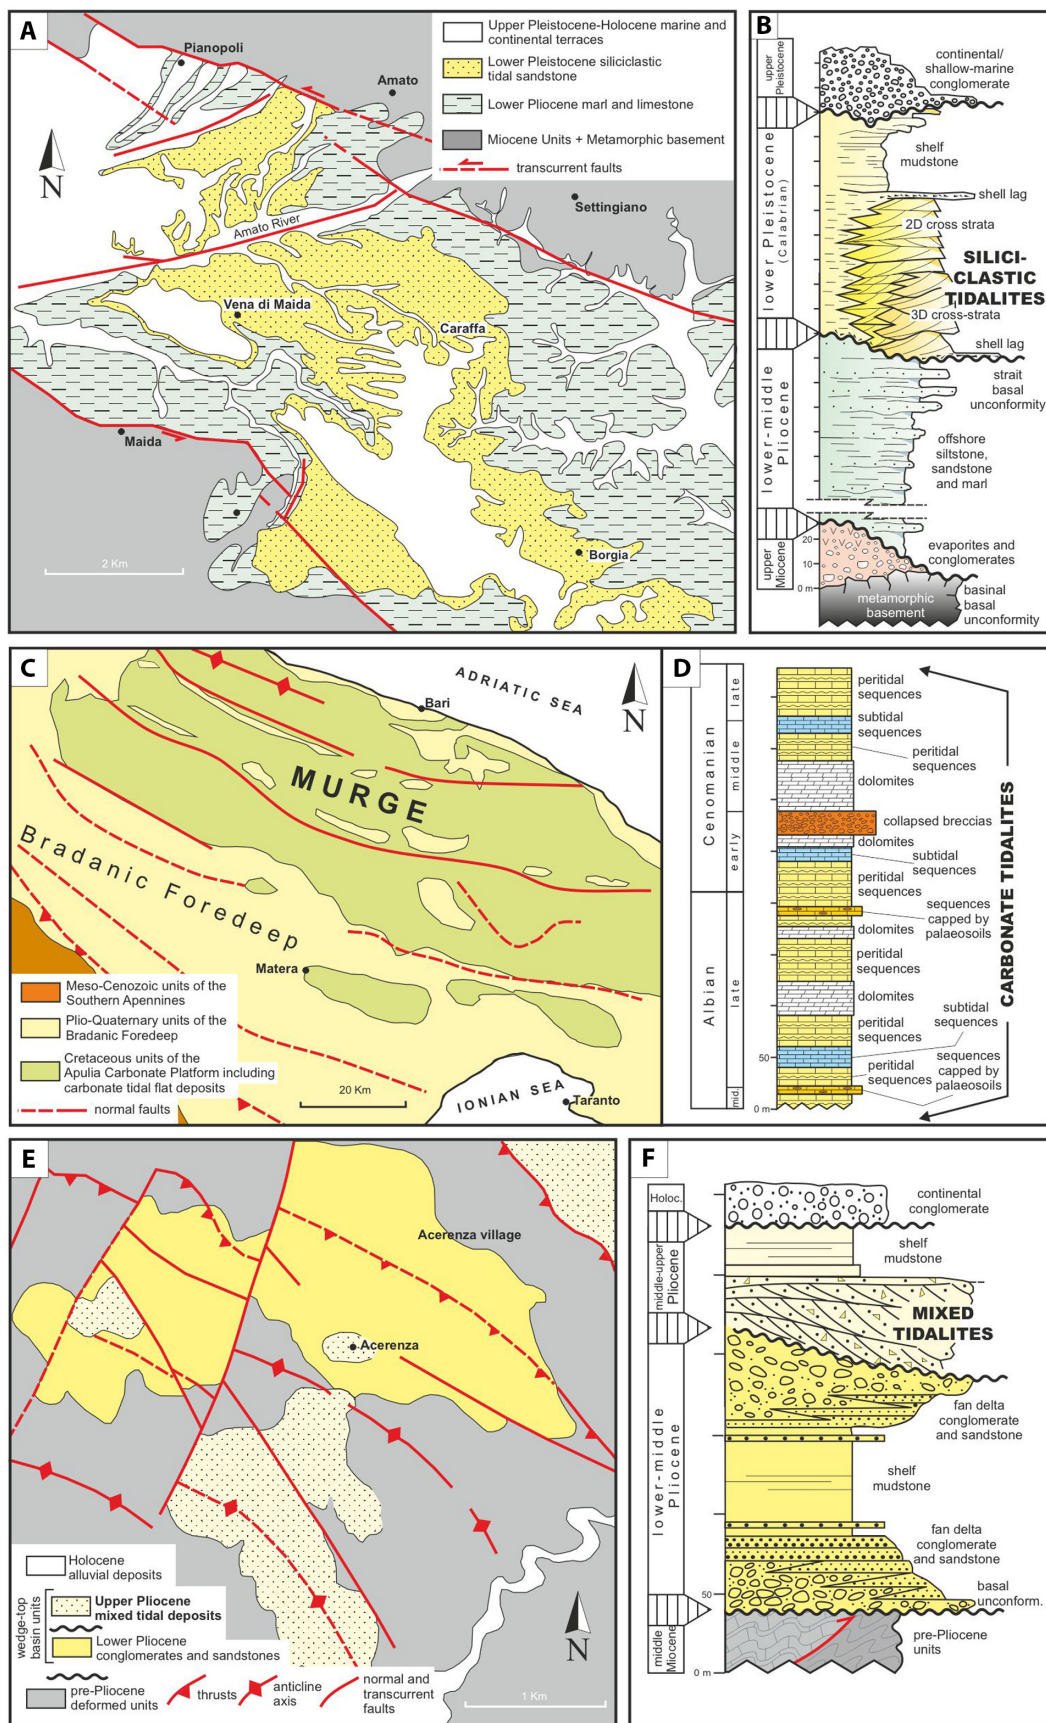 A
Pianopoli
Amato
Settingiano
Amato River
Vena di Maida
Caraffa
Maida
Borgia
N
2 Km
Upper Pleistocene-Holocene marine and
continental terraces
Lower Pleistocene siliciclastic
tidal sandstone
Lower Pliocene marl and limestone
Miocene Units + Metamorphic basement
transcurrent faults
B
upper
Pleistocene
lower Pleistocene
(Calabrian)
lower-middle
Pliocene
upper
Miocene
continental/
shallow-marine
conglomerate
shelf
mudstone
shell lag
2D cross strata
SILICI-
CLASTIC
TIDALITES
3D cross-strata
shell lag
strait
basal
unconformity
offshore
siltstone,
sandstone
and marl
20
10
0 m
evaporites and
conglomerates
metamorphic
basement
basinal
basal
unconformity
C
ADRIATIC SEA
N
Bari
MURGE
Bradanic Foredeep
Matera
Meso-Cenozoic units of the
Southern Apennines
Plio-Quaternary units of the
Bradanic Foredeep
Cretaceous units of the
Apulia Carbonate Platform including
carbonate tidal flat deposits
normal faults
20 Km
IONIAN SEA
Taranto
D
Cenomanian
late
middle
early
Albian
late
mid.
peritidal
sequences
subtidal
sequences
peritidal
sequences
dolomites
collapsed breccias
dolomites
subtidal
sequences
peritidal
sequences
sequences
capped by
palaeosoils
dolomites
peritidal
sequences
dolomites
subtidal
sequences
peritidal
sequences
50
peritidal
sequences
sequences
capped by
palaeosoils
0 m
CARBONATE TIDALITES
E
Acerenza village
Acerenza
N
1 Km
Holocene
alluvial deposits
wedge-top
basin units
Upper Pliocene
mixed tidal deposits
Lower Pliocene
conglomerates and sandstones
pre-Pliocene
deformed units
thrusts
anticline
axis
normal and
transcurrent
faults
F
Holoc.
middle-upper
Pliocene
lower-middle
Pliocene
middle
Miocene
continental
conglomerate
shelf
mudstone
MIXED
TIDALITES
fan delta
conglomerate
and sandstone
shelf
mudstone
fan delta
conglomerate
and sandstone
50
basal
unconform.
pre-Pliocene
units
0 m